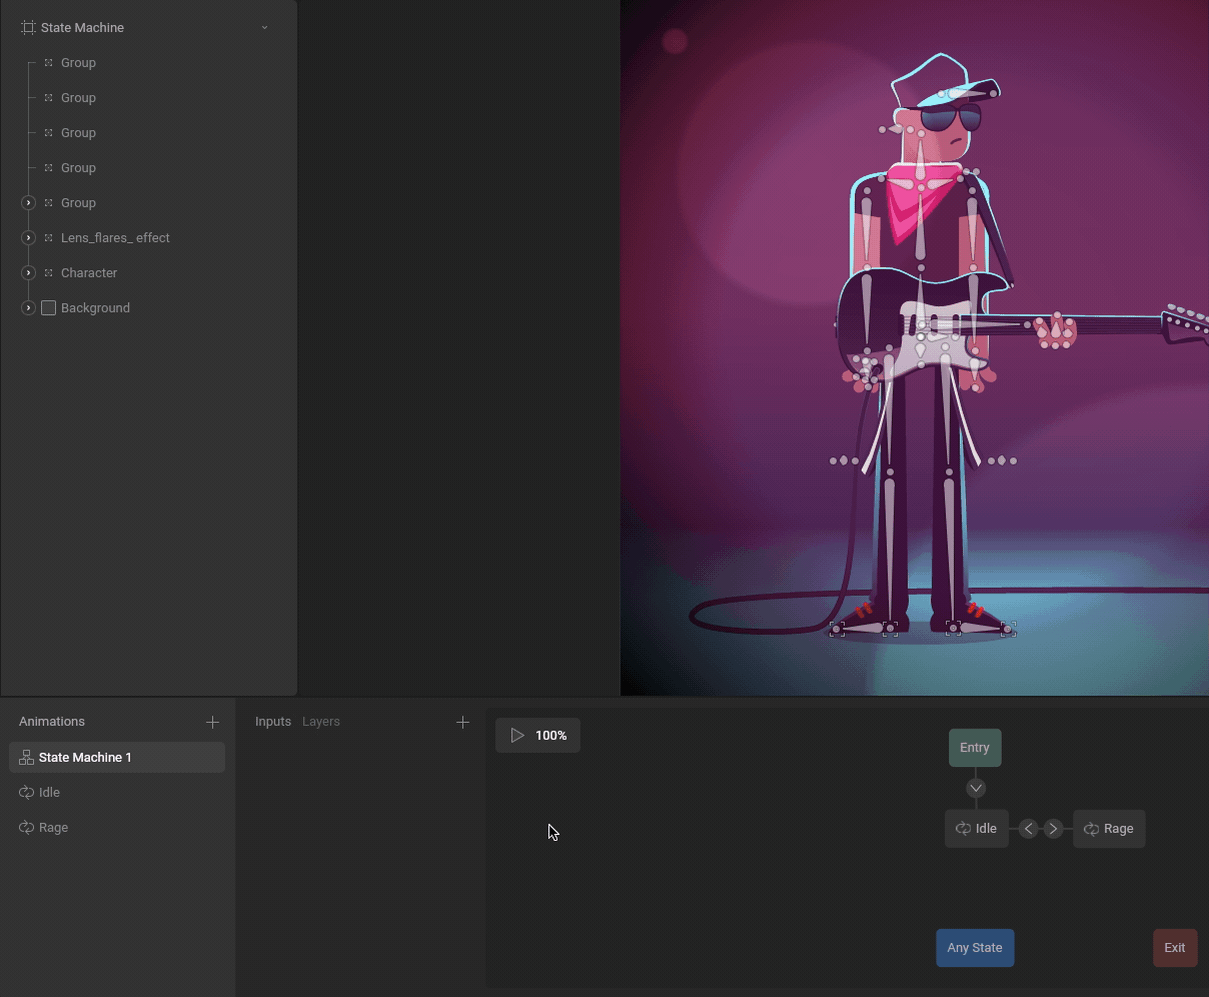 State Machine
Group
Group
Group
Group
Group
Lens_flares_ effect
Character
Background
Animations
State Machine 1
Idle
Rage
Inputs Layers
100%
Entry
Idle
Rage
Any State
Exit